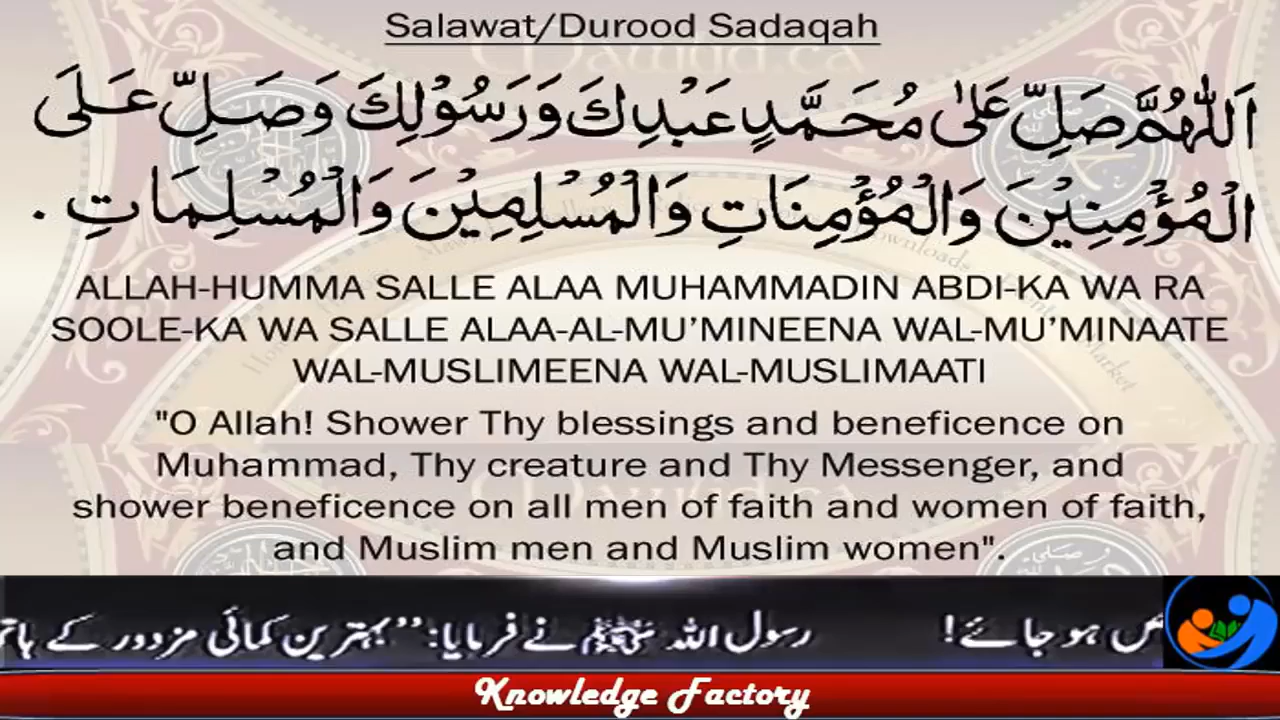 Salawat/Durood Sadaqah
اَللّٰهُمَّ صَلِّ عَلٰى مُحَمَّدٍ عَبْدِكَ وَرَسُوْلِكَ وَصَلِّ عَلَى
الْمُؤْمِنِيْنَ وَالْمُؤْمِنَاتِ وَالْمُسْلِمِيْنَ وَالْمُسْلِمَاتِ .
ALLAH-HUMMA SALLE ALAA MUHAMMADIN ABDI-KA WA RA
SOOLE-KA WA SALLE ALAA-AL-MU’MINEENA WAL-MU’MINAATE
WAL-MUSLIMEENA WAL-MUSLIMAATI
"O Allah! Shower Thy blessings and beneficence on
Muhammad, Thy creature and Thy Messenger, and
shower beneficence on all men of faith and women of faith,
and Muslim men and Muslim women".
ہو جائے! رسول اللہ ﷺ نے فرمایا: ’’بہترین کمائی مزدور کے
Knowledge Factory